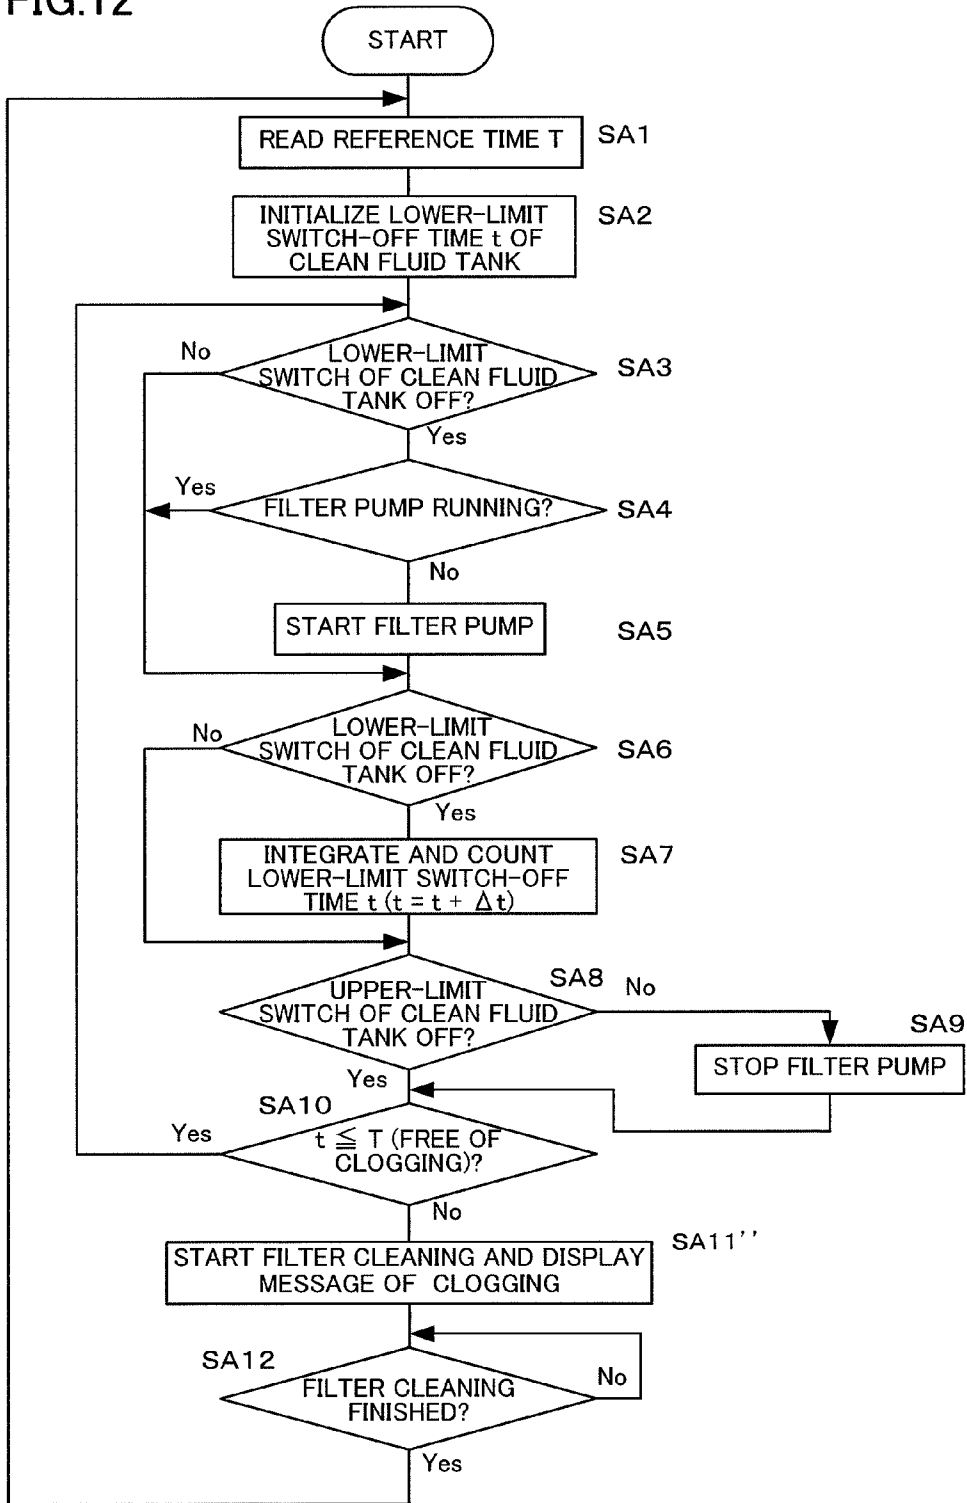 FIG.12
START
READ REFERENCE TIME T
SA1
INITIALIZE LOWER-LIMIT
SWITCH-OFF TIME t OF
CLEAN FLUID TANK
SA2
No
LOWER-LIMIT
SWITCH OF CLEAN FLUID
TANK OFF?
SA3
Yes
Yes
FILTER PUMP RUNNING?
SA4
No
START FILTER PUMP
SA5
No
LOWER-LIMIT
SWITCH OF CLEAN FLUID
TANK OFF?
SA6
Yes
INTEGRATE AND COUNT
LOWER-LIMIT SWITCH-OFF
TIME t (t = t + Δt)
SA7
UPPER-LIMIT
SWITCH OF CLEAN FLUID
TANK OFF?
SA8
No
SA9
STOP FILTER PUMP
Yes
SA10
Yes
t ≦ T (FREE OF
CLOGGING)?
No
START FILTER CLEANING AND DISPLAY
MESSAGE OF CLOGGING
SA11''
SA12
FILTER CLEANING
FINISHED?
No
Yes